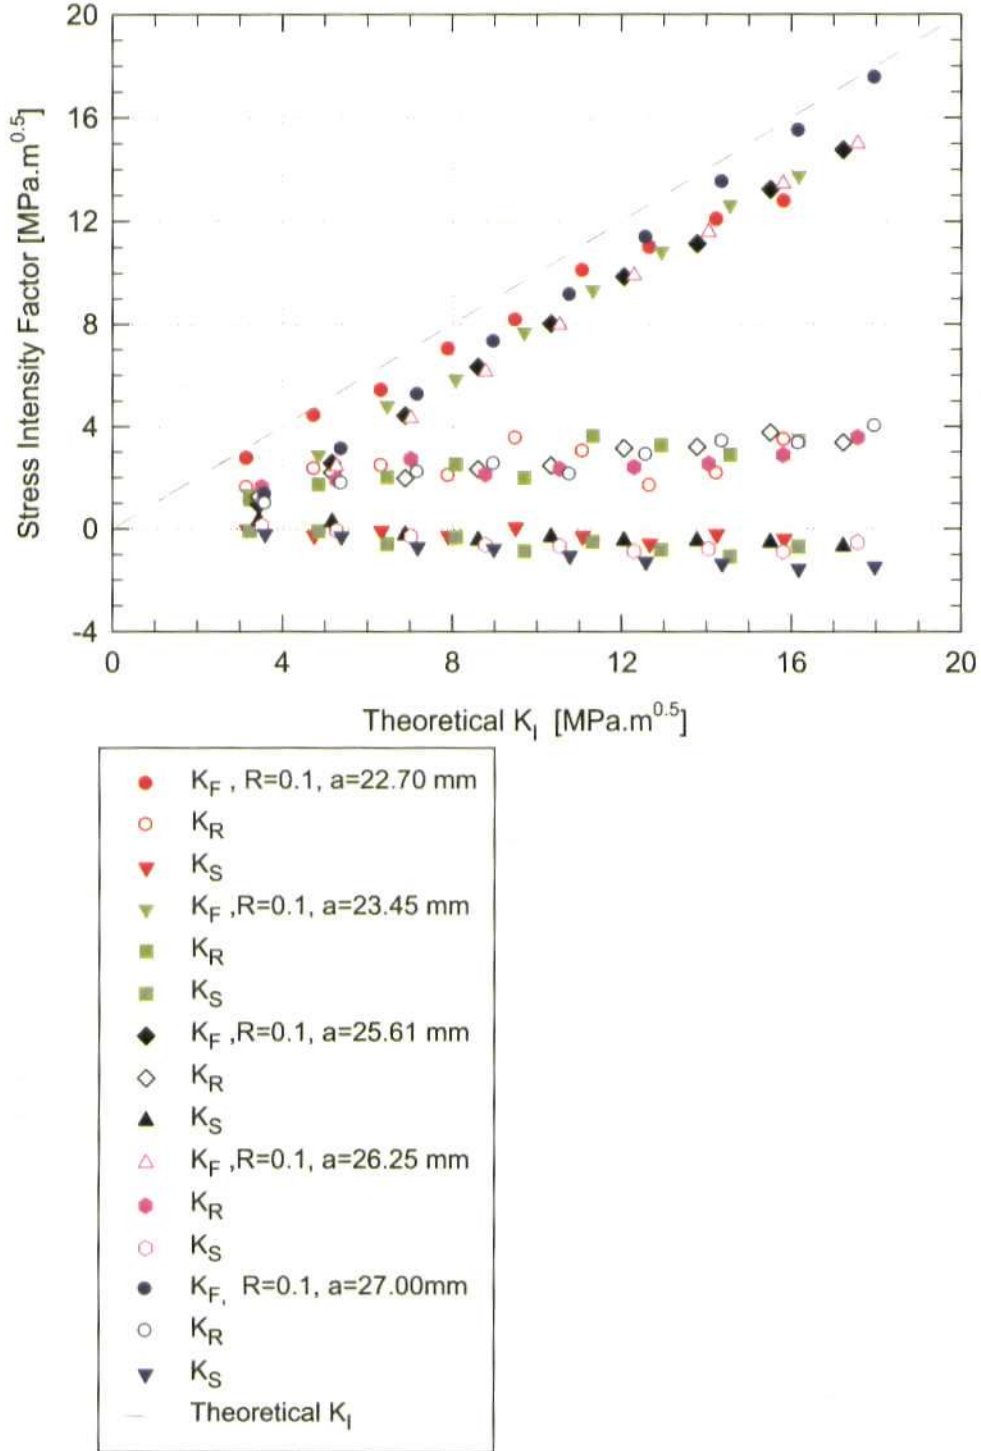 20
16
12
8
4
0
-4
Stress Intensity Factor [MPa.m^0.5]
0 4 8 12 16 20
Theoretical K_I [MPa.m^0.5]
K_F , R=0.1, a=22.70 mm
K_R
K_S
K_F ,R=0.1, a=23.45 mm
K_R
K_S
K_F ,R=0.1, a=25.61 mm
K_R
K_S
K_F ,R=0.1, a=26.25 mm
K_R
K_S
K_F, R=0.1, a=27.00mm
K_R
K_S
Theoretical K_I